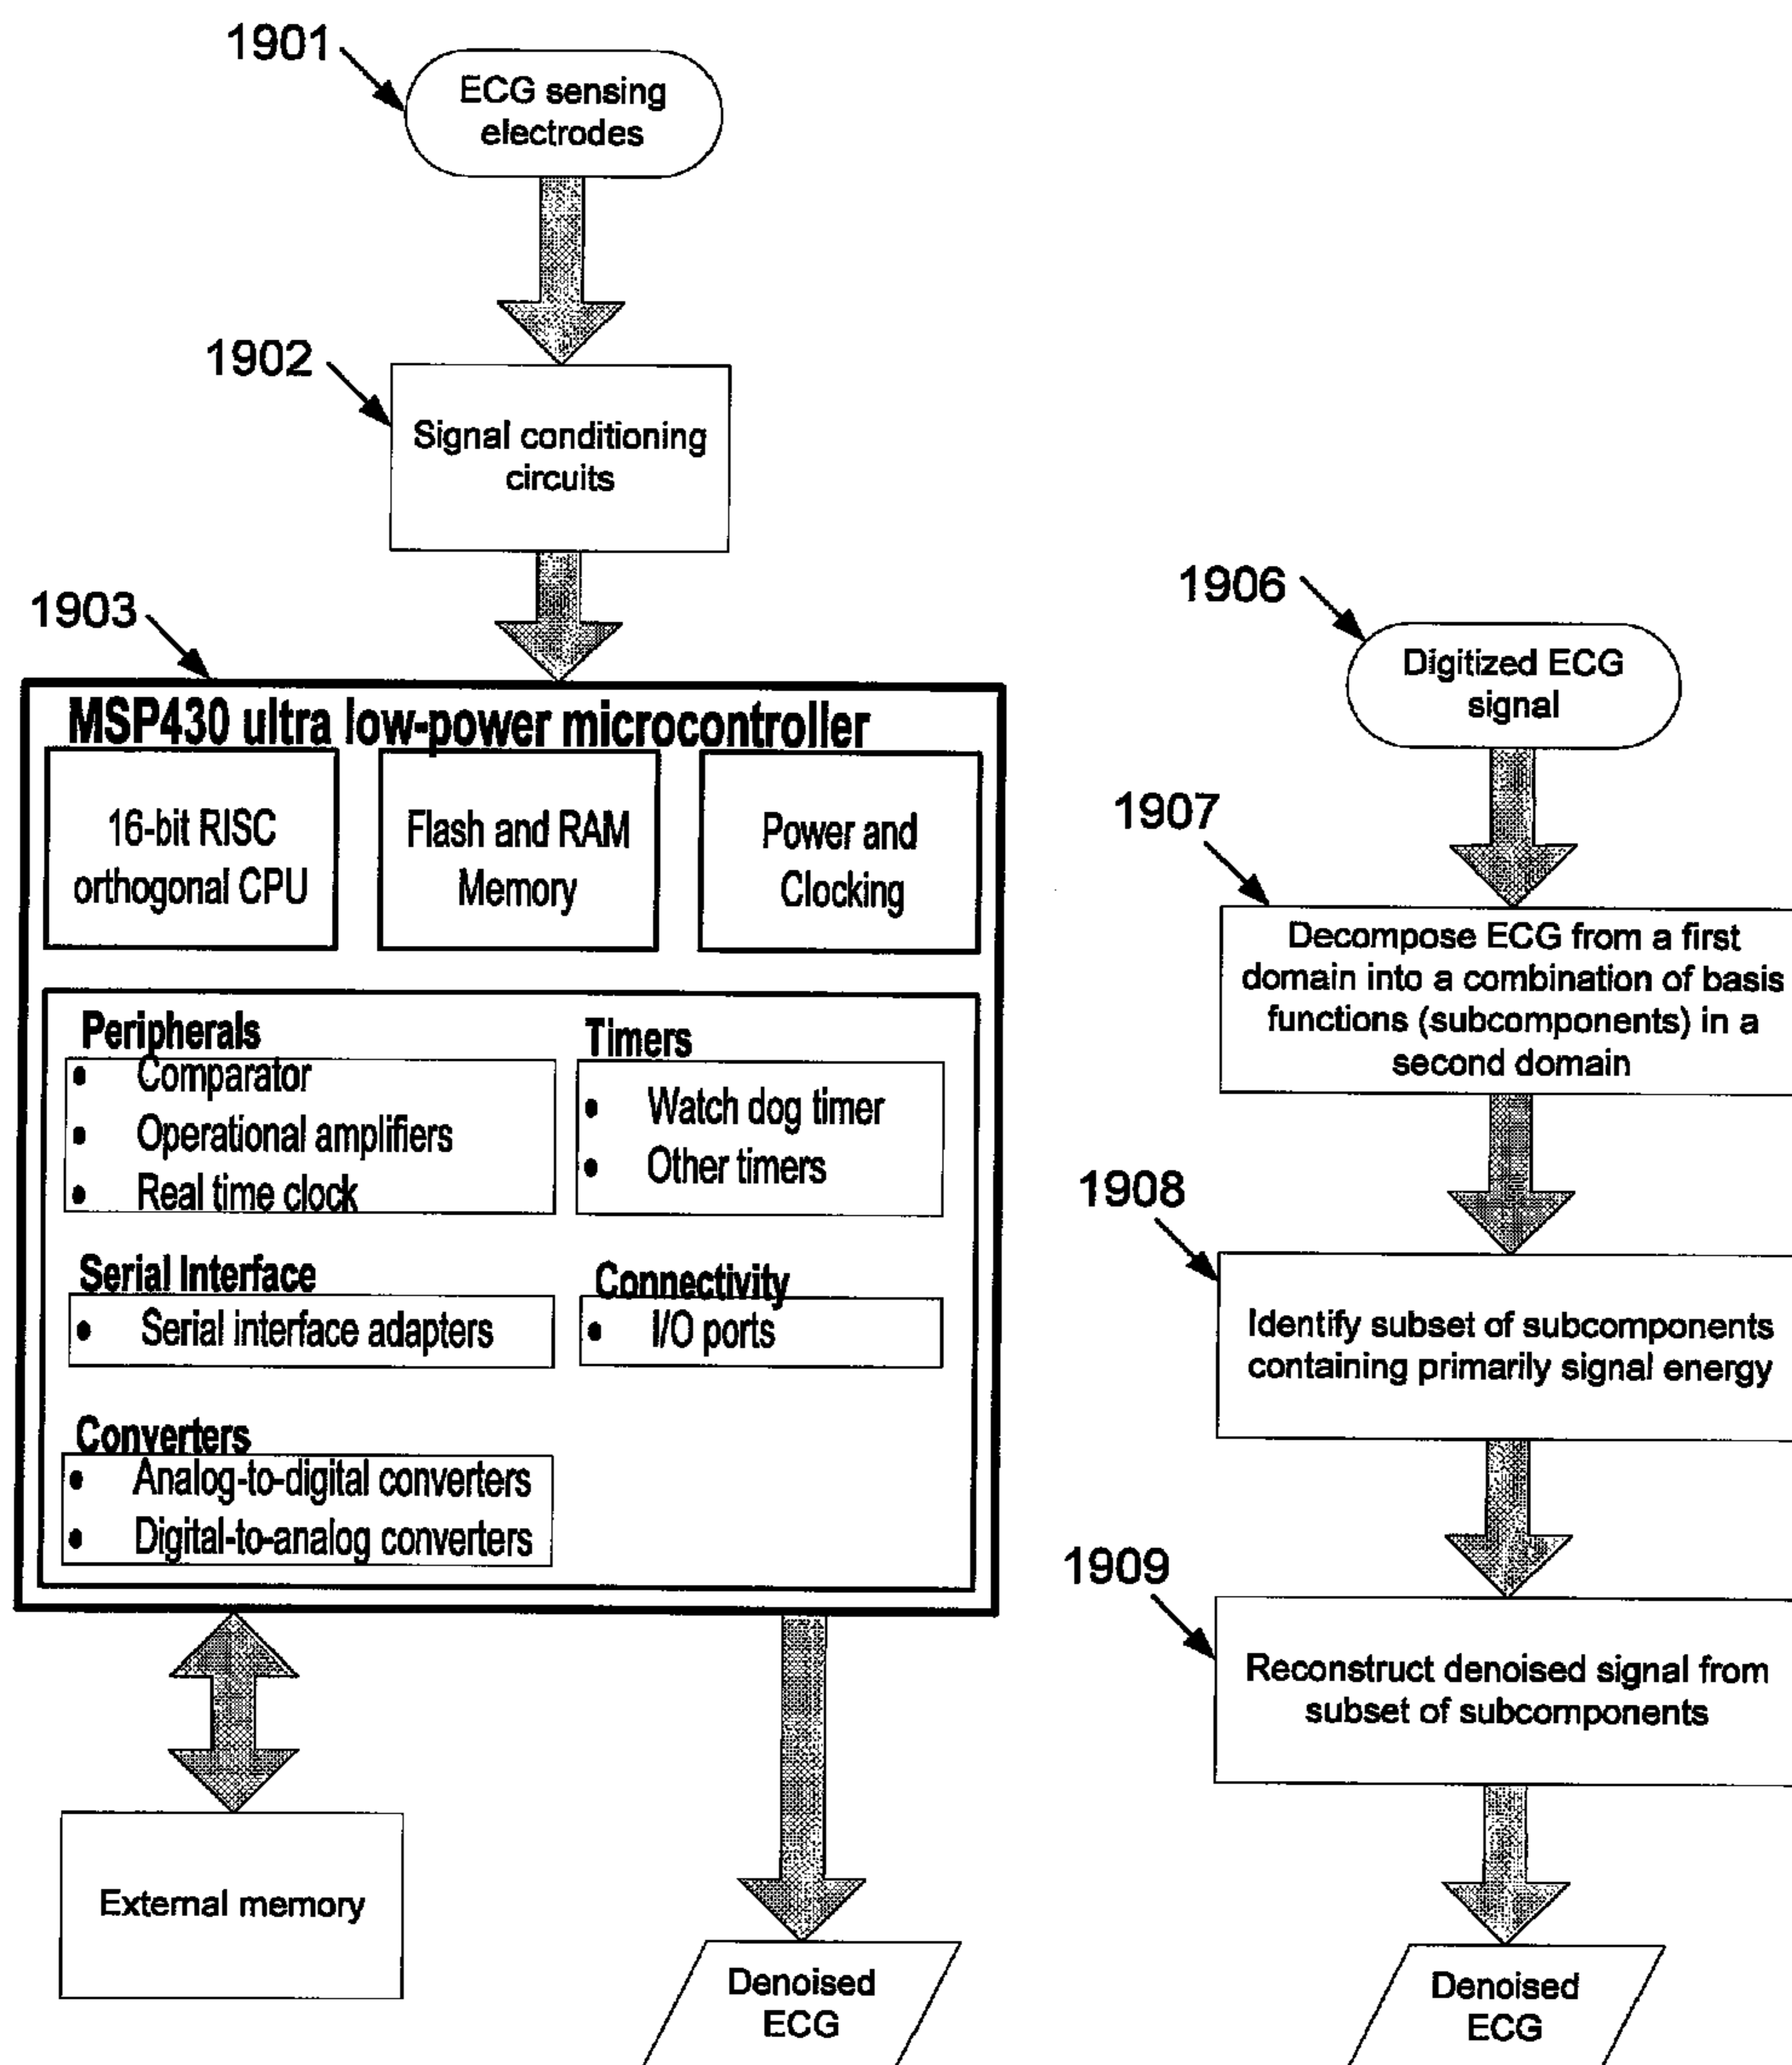 1901
ECG sensing
electrodes
1902
Signal conditioning
circuits
1903
MSP430 ultra low-power microcontroller
16-bit RISC
orthogonal CPU
Flash and RAM
Memory
Power and
Clocking
Peripherals
• Comparator
• Operational amplifiers
• Real time clock
Timers
• Watch dog timer
• Other timers
Serial Interface
• Serial interface adapters
Connectivity
• I/O ports
Converters
• Analog-to-digital converters
• Digital-to-analog converters
External memory
Denoised
ECG
1906
Digitized ECG
signal
1907
Decompose ECG from a first
domain into a combination of basis
functions (subcomponents) in a
second domain
1908
Identify subset of subcomponents
containing primarily signal energy
1909
Reconstruct denoised signal from
subset of subcomponents
Denoised
ECG